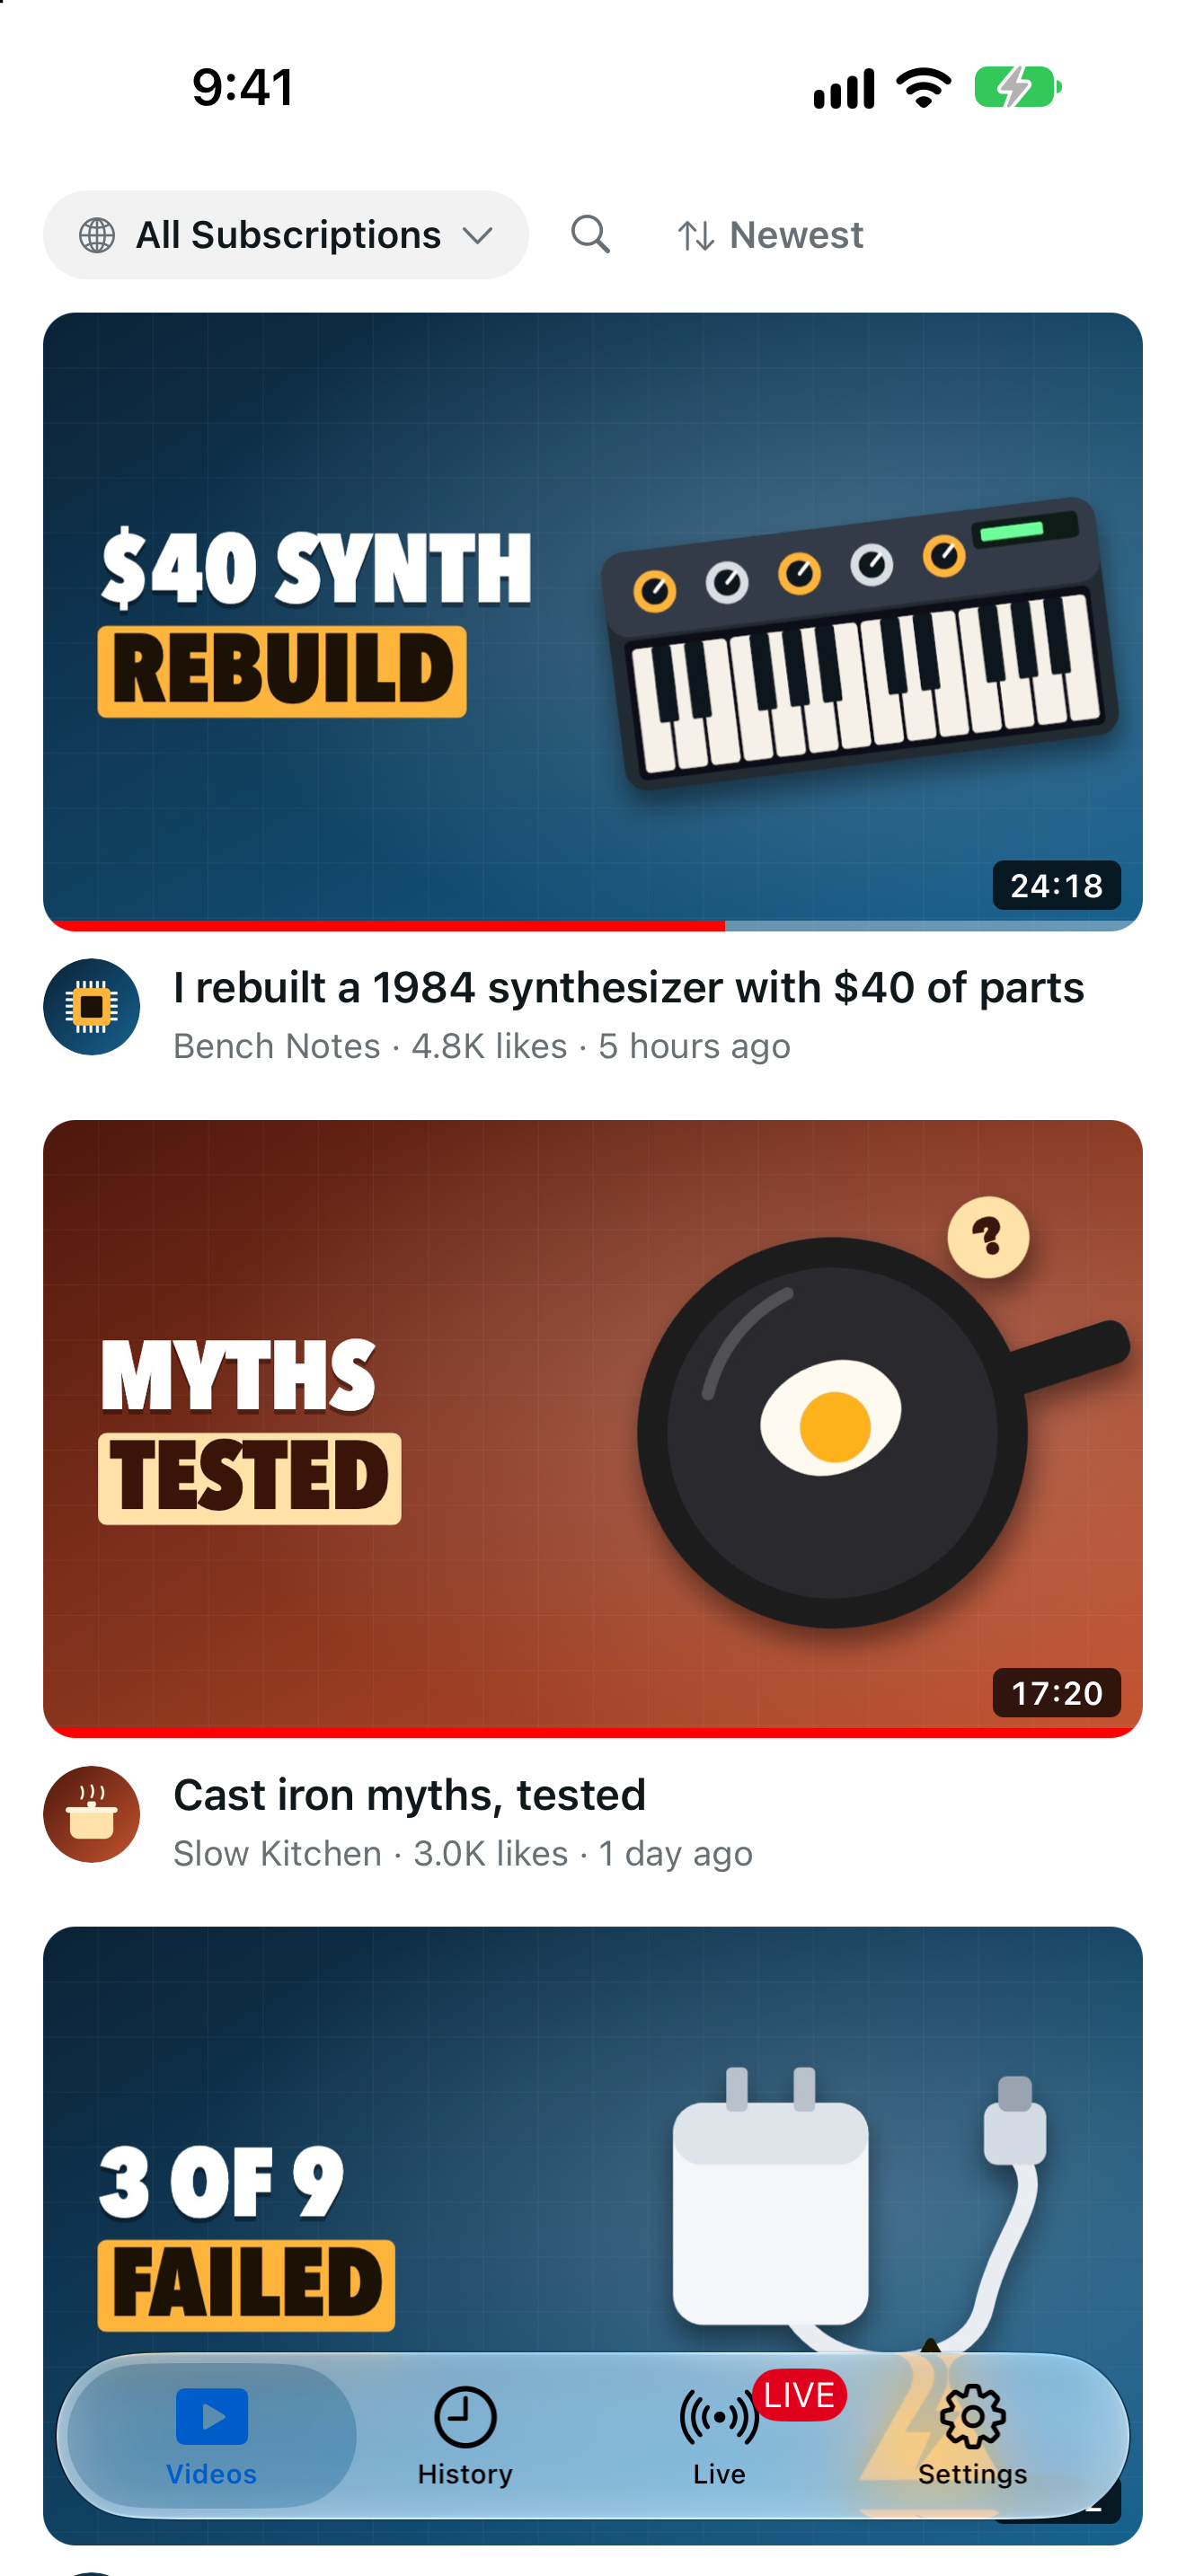 9:41
All Subscriptions
Newest
$40 SYNTH
REBUILD
24:18
I rebuilt a 1984 synthesizer with $40 of parts
Bench Notes · 4.8K likes · 5 hours ago
?
MYTHS
TESTED
17:20
Cast iron myths, tested
Slow Kitchen · 3.0K likes · 1 day ago
3 OF 9
FAILED
LIVE
Videos
History
Live
Settings